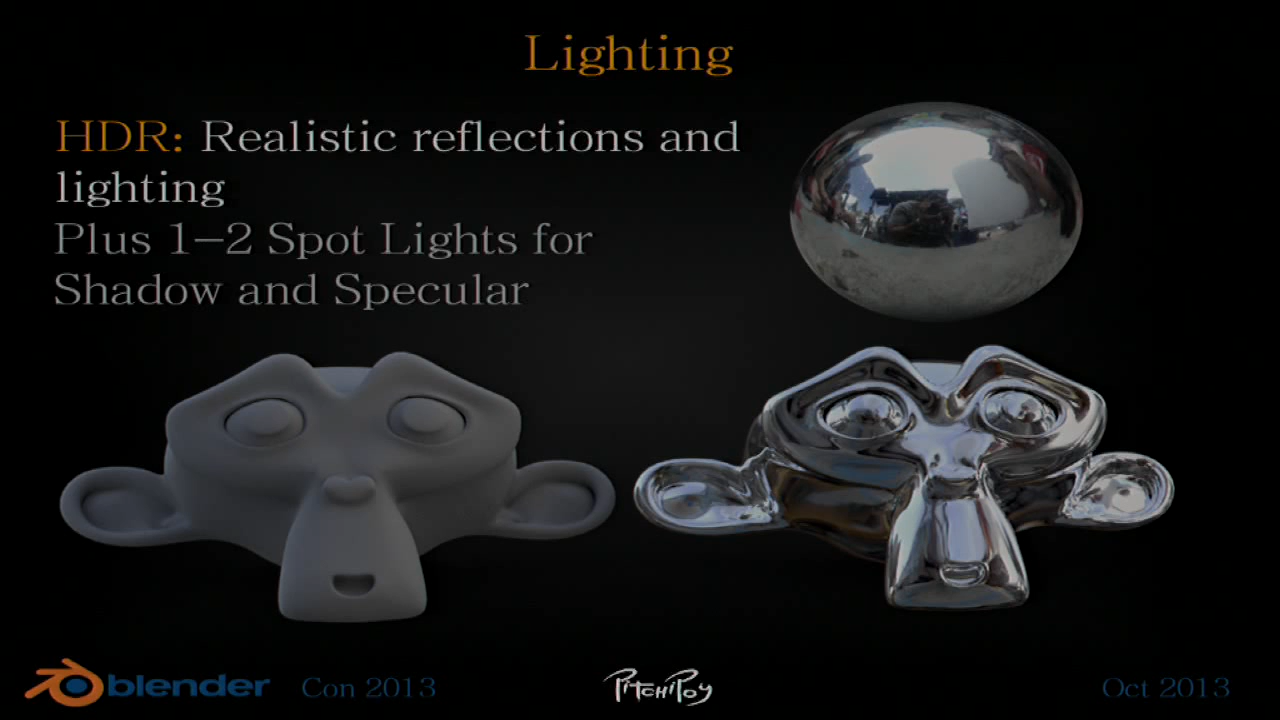 Lighting
HDR: Realistic reflections and
lighting
Plus 1–2 Spot Lights for
Shadow and Specular
blender Con 2013 PitchiPoy Oct 2013